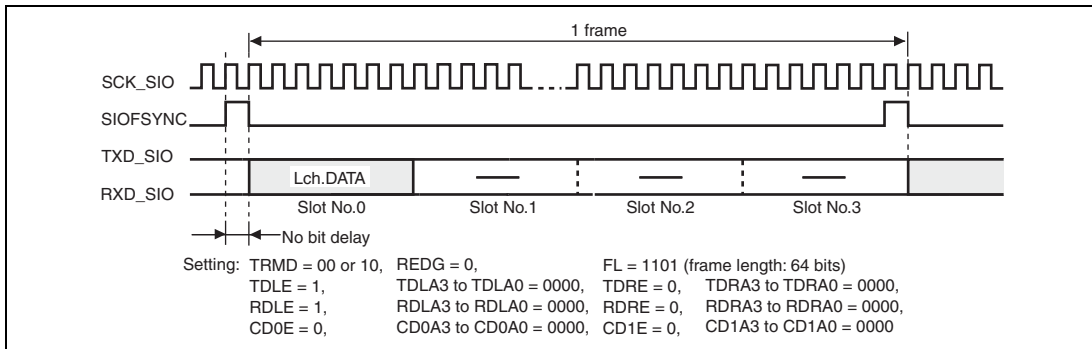 1 frame
SCK_SIO
SIOFSYNC
TXD_SIO
Lch.DATA
RXD_SIO
Slot No.0 Slot No.1 Slot No.2 Slot No.3
No bit delay
Setting: TRMD = 00 or 10, REDG = 0, FL = 1101 (frame length: 64 bits)
TDLE = 1, TDLA3 to TDLA0 = 0000, TDRE = 0, TDRA3 to TDRA0 = 0000,
RDLE = 1, RDLA3 to RDLA0 = 0000, RDRE = 0, RDRA3 to RDRA0 = 0000,
CD0E = 0, CD0A3 to CD0A0 = 0000, CD1E = 0, CD1A3 to CD1A0 = 0000